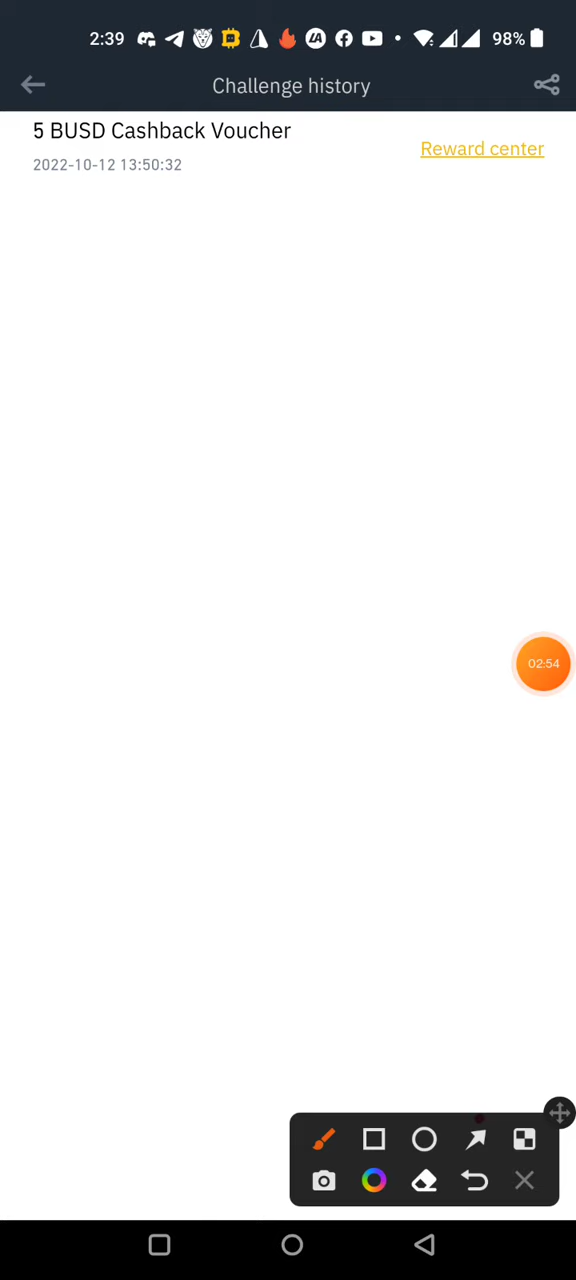 2:39
98%
Challenge history
5 BUSD Cashback Voucher
2022-10-12 13:50:32
Reward center
02:54